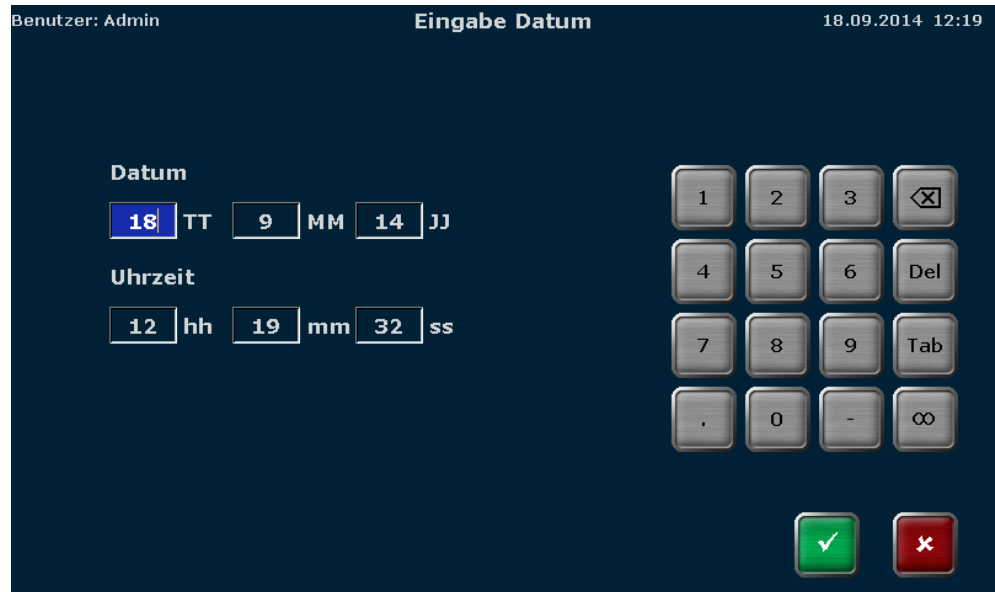 Benutzer: Admin Eingabe Datum 18.09.2014 12:19
Datum
18 TT 9 MM 14 JJ
Uhrzeit
12 hh 19 mm 32 ss
1 2 3
4 5 6 Del
7 8 9 Tab
. 0 - ∞